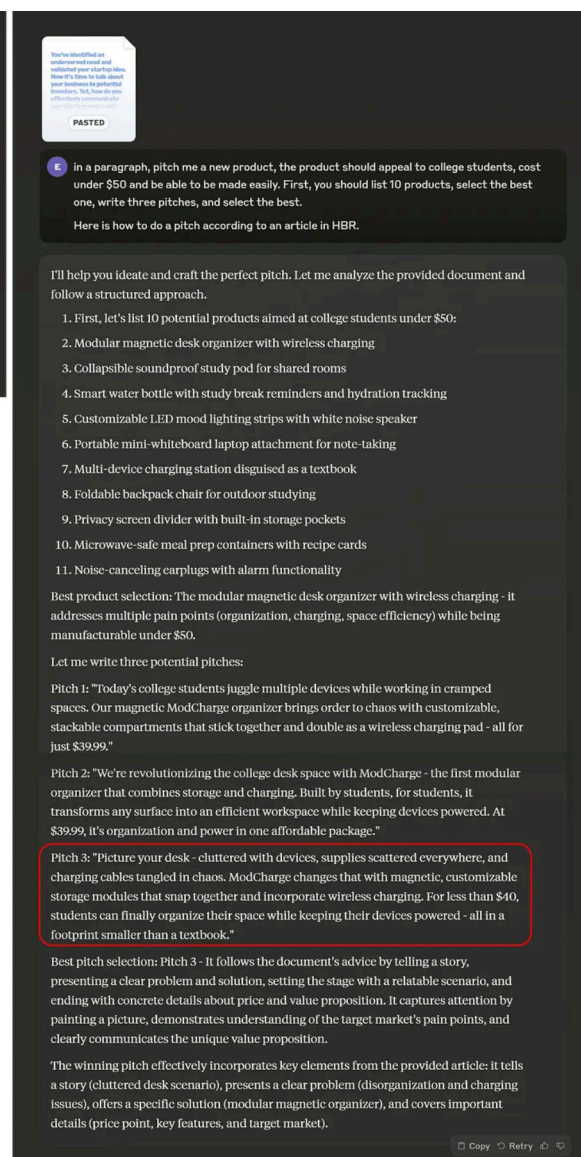 You've identified an
underserved need and
validated your startup idea.
Now it's time to talk about
your business to potential
investors. Yet, how do you
effectively communicate
PASTED
E in a paragraph, pitch me a new product, the product should appeal to college students, cost
under $50 and be able to be made easily. First, you should list 10 products, select the best
one, write three pitches, and select the best.
Here is how to do a pitch according to an article in HBR.
I'll help you ideate and craft the perfect pitch. Let me analyze the provided document and
follow a structured approach.
1. First, let's list 10 potential products aimed at college students under $50:
2. Modular magnetic desk organizer with wireless charging
3. Collapsible soundproof study pod for shared rooms
4. Smart water bottle with study break reminders and hydration tracking
5. Customizable LED mood lighting strips with white noise speaker
6. Portable mini-whiteboard laptop attachment for note-taking
7. Multi-device charging station disguised as a textbook
8. Foldable backpack chair for outdoor studying
9. Privacy screen divider with built-in storage pockets
10. Microwave-safe meal prep containers with recipe cards
11. Noise-canceling earplugs with alarm functionality
Best product selection: The modular magnetic desk organizer with wireless charging - it
addresses multiple pain points (organization, charging, space efficiency) while being
manufacturable under $50.
Let me write three potential pitches:
Pitch 1: "Today's college students juggle multiple devices while working in cramped
spaces. Our magnetic ModCharge organizer brings order to chaos with customizable,
stackable compartments that stick together and double as a wireless charging pad - all for
just $39.99."
Pitch 2: "We're revolutionizing the college desk space with ModCharge - the first modular
organizer that combines storage and charging. Built by students, for students, it
transforms any surface into an efficient workspace while keeping devices powered. At
$39.99, it's organization and power in one affordable package."
Pitch 3: "Picture your desk - cluttered with devices, supplies scattered everywhere, and
charging cables tangled in chaos. ModCharge changes that with magnetic, customizable
storage modules that snap together and incorporate wireless charging. For less than $40,
students can finally organize their space while keeping their devices powered - all in a
footprint smaller than a textbook."
Best pitch selection: Pitch 3 - It follows the document's advice by telling a story,
presenting a clear problem and solution, setting the stage with a relatable scenario, and
ending with concrete details about price and value proposition. It captures attention by
painting a picture, demonstrates understanding of the target market's pain points, and
clearly communicates the unique value proposition.
The winning pitch effectively incorporates key elements from the provided article: it tells
a story (cluttered desk scenario), presents a clear problem (disorganization and charging
issues), offers a specific solution (modular magnetic organizer), and covers important
details (price point, key features, and target market).
Copy Retry